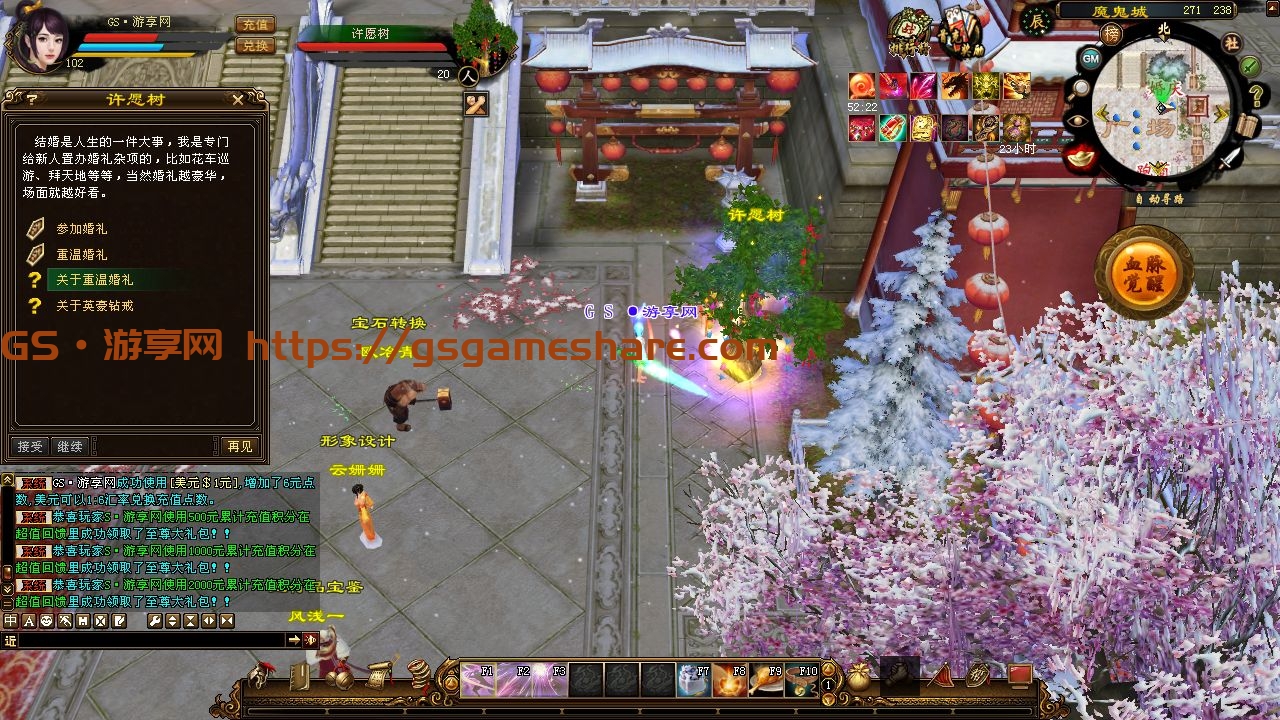 GS·游享网
充值
兑换
102
许愿树
20
人
魔鬼城 271 238
辰
榜
北
社
GM
52:22
23小时
自动寻路
血脉
觉醒
许愿树
结婚是人生的一件大事，我是专门
给新人置办婚礼杂项的，比如花车巡
游、拜天地等等，当然婚礼越豪华，
场面就越好看。
参加婚礼
重温婚礼
关于重温婚礼
关于英豪钻戒
接受 继续 再见
许愿树
GS·游享网
宝石转换
GS·游享网 https://gsgameshare.com
形象设计
云姗姗
GS·游享网成功使用[美元＄1元],增加了6元点
数,美元可以1:6汇率兑换充值点数。
恭喜玩家S·游享网使用500元累计充值积分在
超值回馈里成功领取了至尊大礼包！！
恭喜玩家S·游享网使用1000元累计充值积分在
超值回馈里成功领取了至尊大礼包！！
恭喜玩家S·游享网使用2000元累计充值积分在
超值回馈里成功领取了至尊大礼包！！
宝鉴
风浅一
中 A
近
F1 F2 F3 F7 F8 F9 F10
1